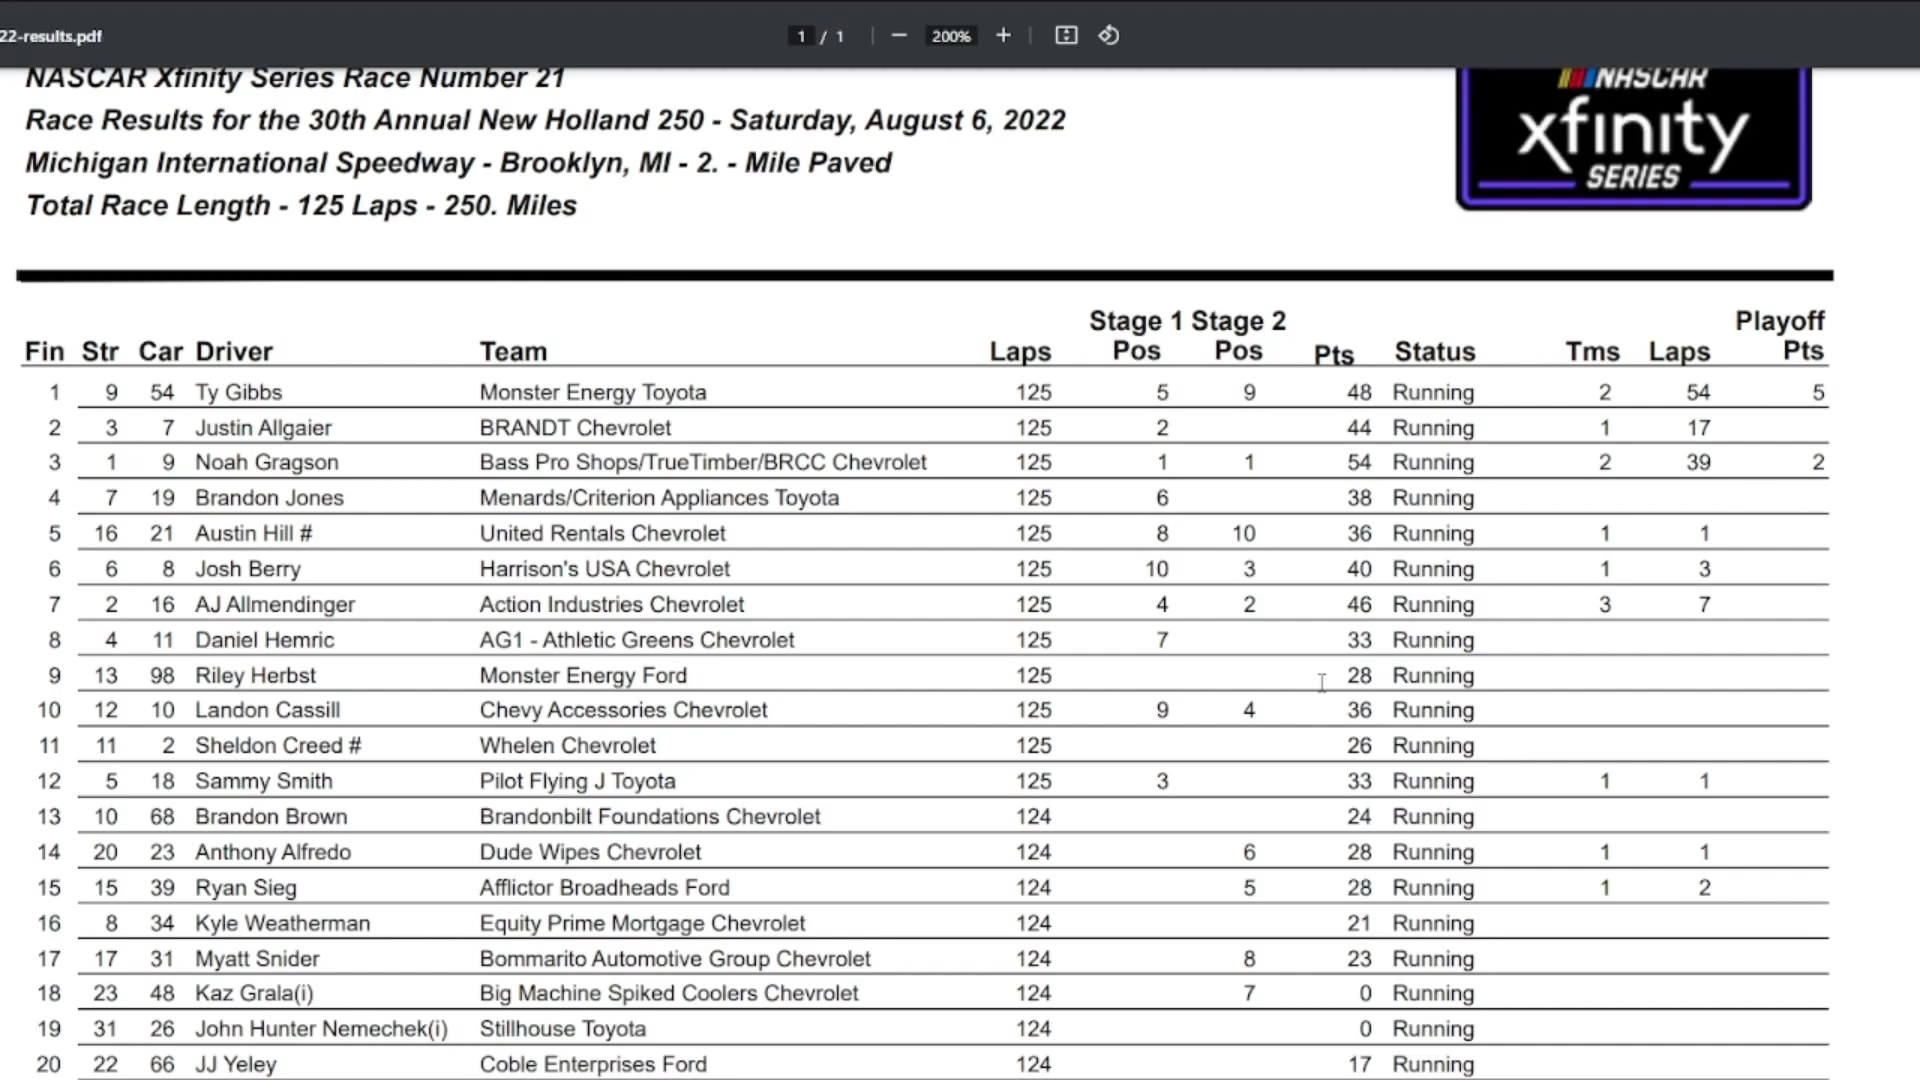 22-results.pdf 1 / 1 200%
NASCAR Xfinity Series Race Number 21
Race Results for the 30th Annual New Holland 250 - Saturday, August 6, 2022
Michigan International Speedway - Brooklyn, MI - 2. - Mile Paved
Total Race Length - 125 Laps - 250. Miles
NASCAR
xfinity
SERIES
Stage 1 Stage 2 Playoff
Fin Str Car Driver Team Laps Pos Pos Pts Status Tms Laps Pts
1 9 54 Ty Gibbs Monster Energy Toyota 125 5 9 48 Running 2 54 5
2 3 7 Justin Allgaier BRANDT Chevrolet 125 2 44 Running 1 17
3 1 9 Noah Gragson Bass Pro Shops/TrueTimber/BRCC Chevrolet 125 1 1 54 Running 2 39 2
4 7 19 Brandon Jones Menards/Criterion Appliances Toyota 125 6 38 Running
5 16 21 Austin Hill # United Rentals Chevrolet 125 8 10 36 Running 1 1
6 6 8 Josh Berry Harrison's USA Chevrolet 125 10 3 40 Running 1 3
7 2 16 AJ Allmendinger Action Industries Chevrolet 125 4 2 46 Running 3 7
8 4 11 Daniel Hemric AG1 - Athletic Greens Chevrolet 125 7 33 Running
9 13 98 Riley Herbst Monster Energy Ford 125 28 Running
10 12 10 Landon Cassill Chevy Accessories Chevrolet 125 9 4 36 Running
11 11 2 Sheldon Creed # Whelen Chevrolet 125 26 Running
12 5 18 Sammy Smith Pilot Flying J Toyota 125 3 33 Running 1 1
13 10 68 Brandon Brown Brandonbilt Foundations Chevrolet 124 24 Running
14 20 23 Anthony Alfredo Dude Wipes Chevrolet 124 6 28 Running 1 1
15 15 39 Ryan Sieg Afflictor Broadheads Ford 124 5 28 Running 1 2
16 8 34 Kyle Weatherman Equity Prime Mortgage Chevrolet 124 21 Running
17 17 31 Myatt Snider Bommarito Automotive Group Chevrolet 124 8 23 Running
18 23 48 Kaz Grala(i) Big Machine Spiked Coolers Chevrolet 124 7 0 Running
19 31 26 John Hunter Nemechek(i) Stillhouse Toyota 124 0 Running
20 22 66 JJ Yeley Coble Enterprises Ford 124 17 Running